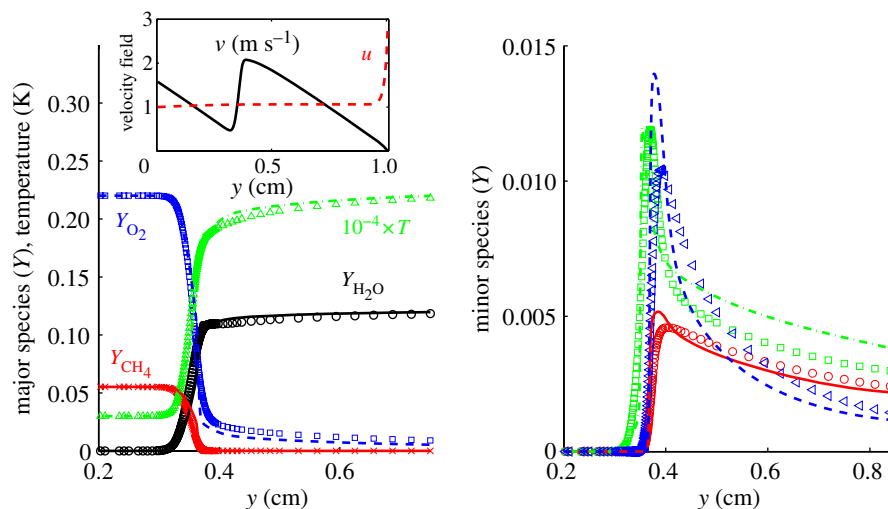 3
2
1
0
0.5
1.0
velocity field
v (m s⁻¹)
u
y (cm)
0.30
0.25
0.20
0.15
0.10
0.05
0
0.2
0.4
0.6
major species (Y), temperature (K)
Y_O₂
10⁻⁴ × T
Y_H₂O
Y_CH₄
y (cm)
0.015
0.010
0.005
0
0.2
0.4
0.6
0.8
minor species (Y)
y (cm)